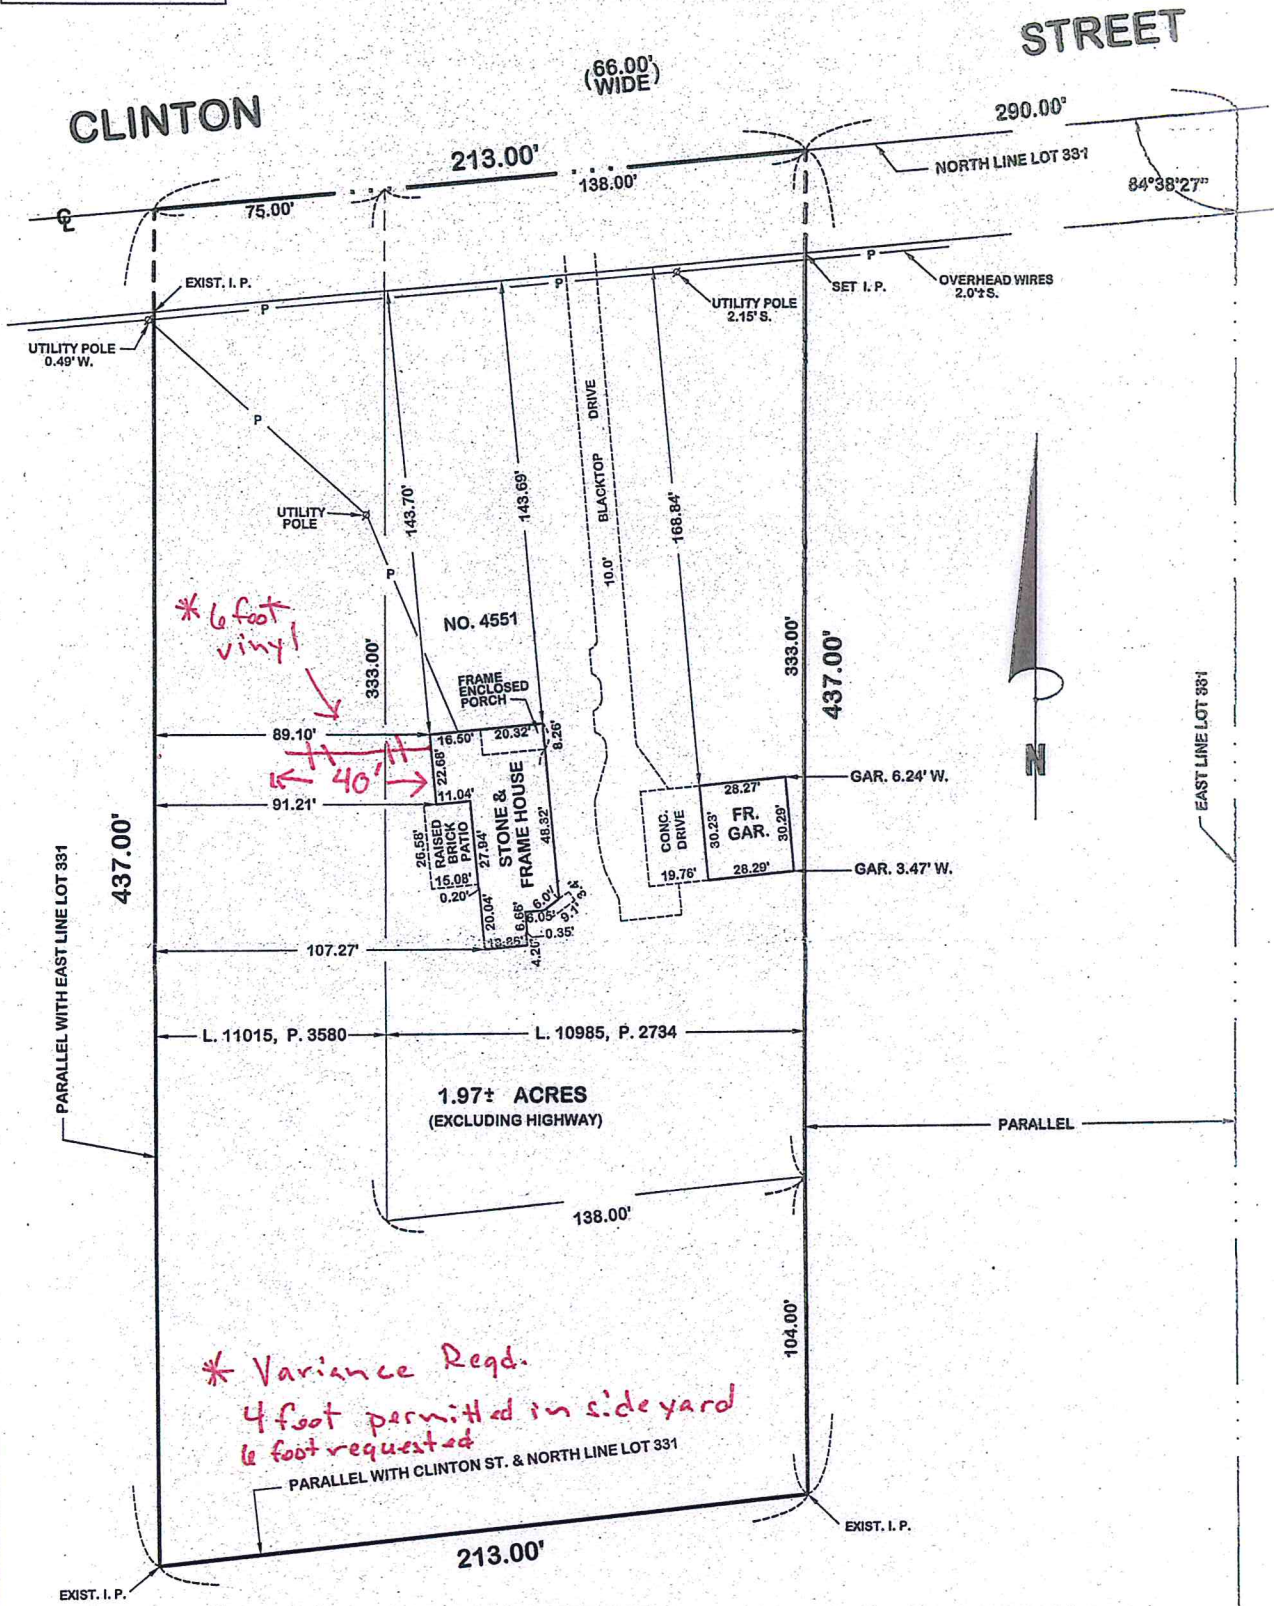 STREET
(66.00'
WIDE)
CLINTON
290.00'
213.00'
NORTH LINE LOT 331
138.00'
84°38'27"
75.00'
℄
P
EXIST. I. P.
P
OVERHEAD WIRES
2.0'± S.
SET I. P.
P
UTILITY POLE
2.15' S.
UTILITY POLE
0.49' W.
P
DRIVE
BLACKTOP
10.0'
143.70'
143.69'
168.84'
UTILITY
POLE
P
* 6 foot
vinyl
NO. 4551
333.00'
333.00'
437.00'
FRAME
ENCLOSED
PORCH
EAST LINE LOT 331
89.10'
16.50'
20.32'
8.26'
N
40'
22.68'
GAR. 6.24' W.
91.21'
11.04'
28.27'
STONE &
FRAME HOUSE
48.32'
CONC.
DRIVE
30.23'
FR.
GAR.
30.29'
437.00'
26.58'
RAISED
BRICK
PATIO
27.94'
15.08'
19.76'
28.29'
GAR. 3.47' W.
0.20'
20.04'
6.66'
6.0'
6.05'
0.35'
107.27'
PARALLEL WITH EAST LINE LOT 331
L. 11015, P. 3580
L. 10985, P. 2734
1.97± ACRES
(EXCLUDING HIGHWAY)
PARALLEL
138.00'
104.00'
* Variance Reqd.
4 foot permitted in side yard
6 foot requested
PARALLEL WITH CLINTON ST. & NORTH LINE LOT 331
EXIST. I. P.
213.00'
EXIST. I. P.